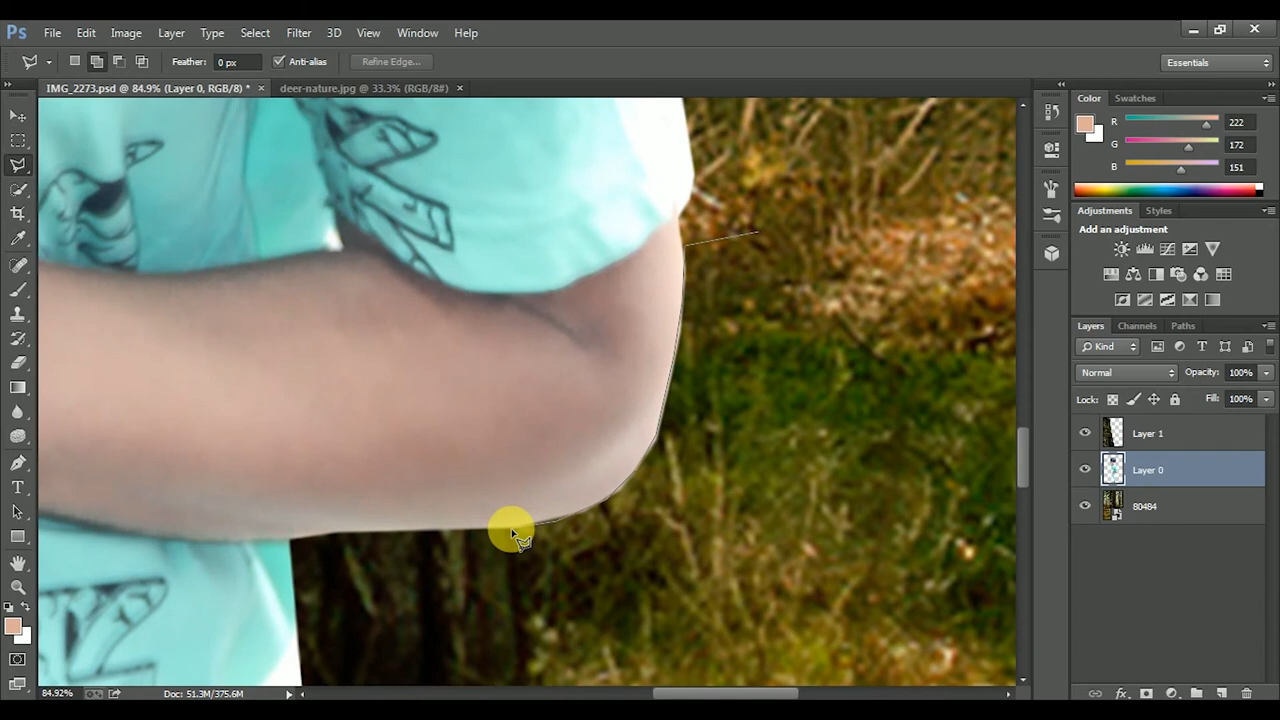 Ps File Edit Image Layer Type Select Filter 3D View Window Help
Feather: 0 px Anti-alias Refine Edge... Essentials
IMG_2273.psd @ 84.9% (Layer 0, RGB/8) * × deer-nature.jpg @ 33.3% (RGB/8#) ×
Color Swatches
R 222
G 172
B 151
Adjustments Styles
Add an adjustment
Layers Channels Paths
Kind
Normal Opacity: 100%
Lock: Fill: 100%
Layer 1
Layer 0
80484
T
84.92% Doc: 51.3M/375.6M
fx